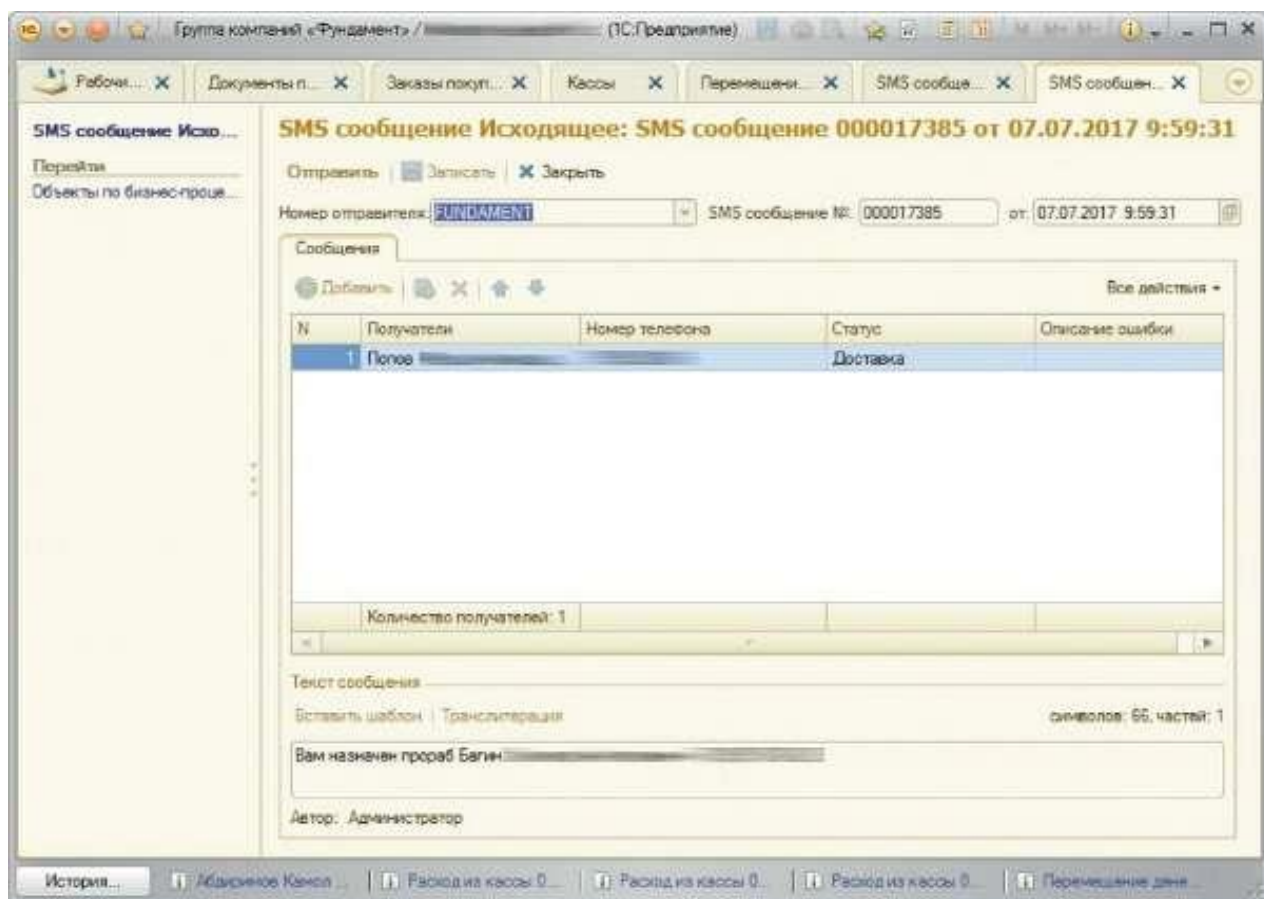 Группа компаний «Фундамент» / (1С:Предприятие)
Рабочи... Документы п... Заказы покуп... Кассы Перемещени... SMS сообще... SMS сообщен...
SMS сообщение Исхо...
SMS сообщение Исходящее: SMS сообщение 000017385 от 07.07.2017 9:59:31
Перейти
Объекты по бизнес-проце...
Отправить Записать Закрыть
Номер отправителя: FUNDAMENT SMS сообщение №: 000017385 от: 07.07.2017 9:59:31
Сообщения
Добавить Все действия
N Получатели Номер телефона Статус Описание ошибки
1 Попов Доставка
Количество получателей: 1
Текст сообщения
Вставить шаблон Транслитерация символов: 66, частей: 1
Вам назначен прораб Багин
Автор: Администратор
История... Расход из кассы 0... Расход из кассы 0... Расход из кассы 0... Перемещение дене...